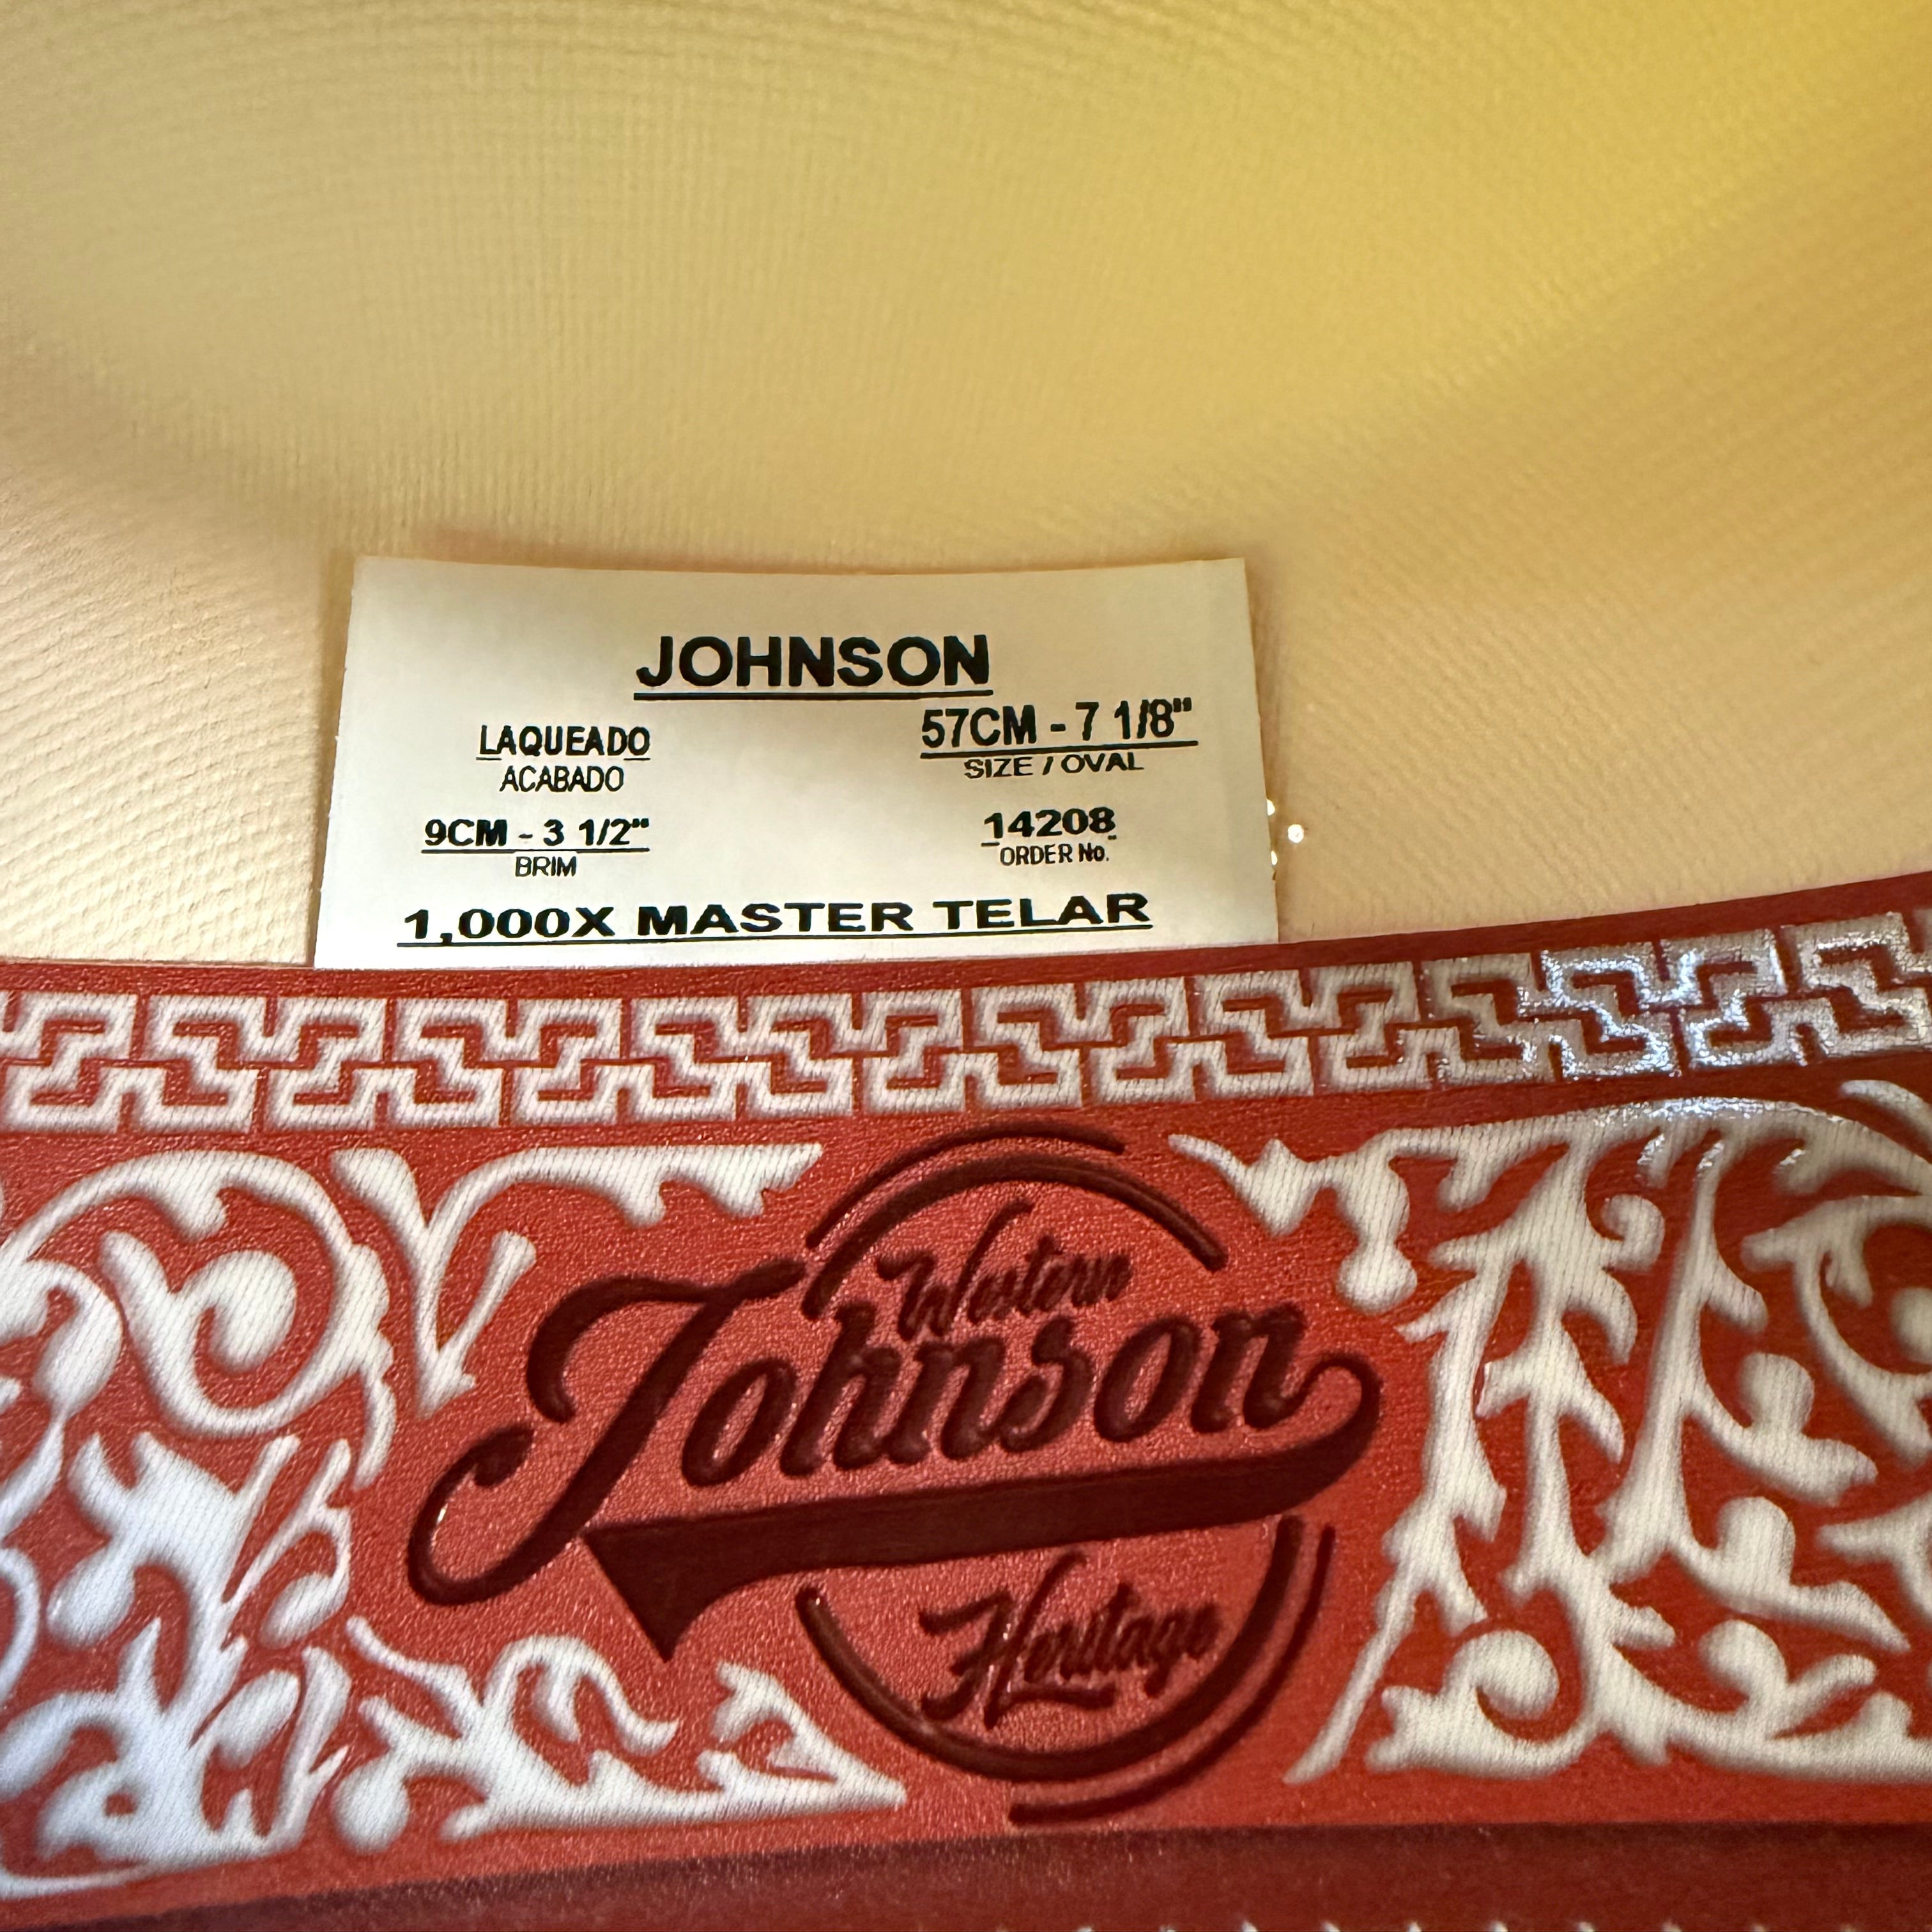 JOHNSON
LAQUEADO
ACABADO
57CM - 7 1/8"
SIZE / OVAL
9CM - 3 1/2"
BRIM
14208
ORDER No.
1,000X MASTER TELAR
Western
Johnson
Heritage